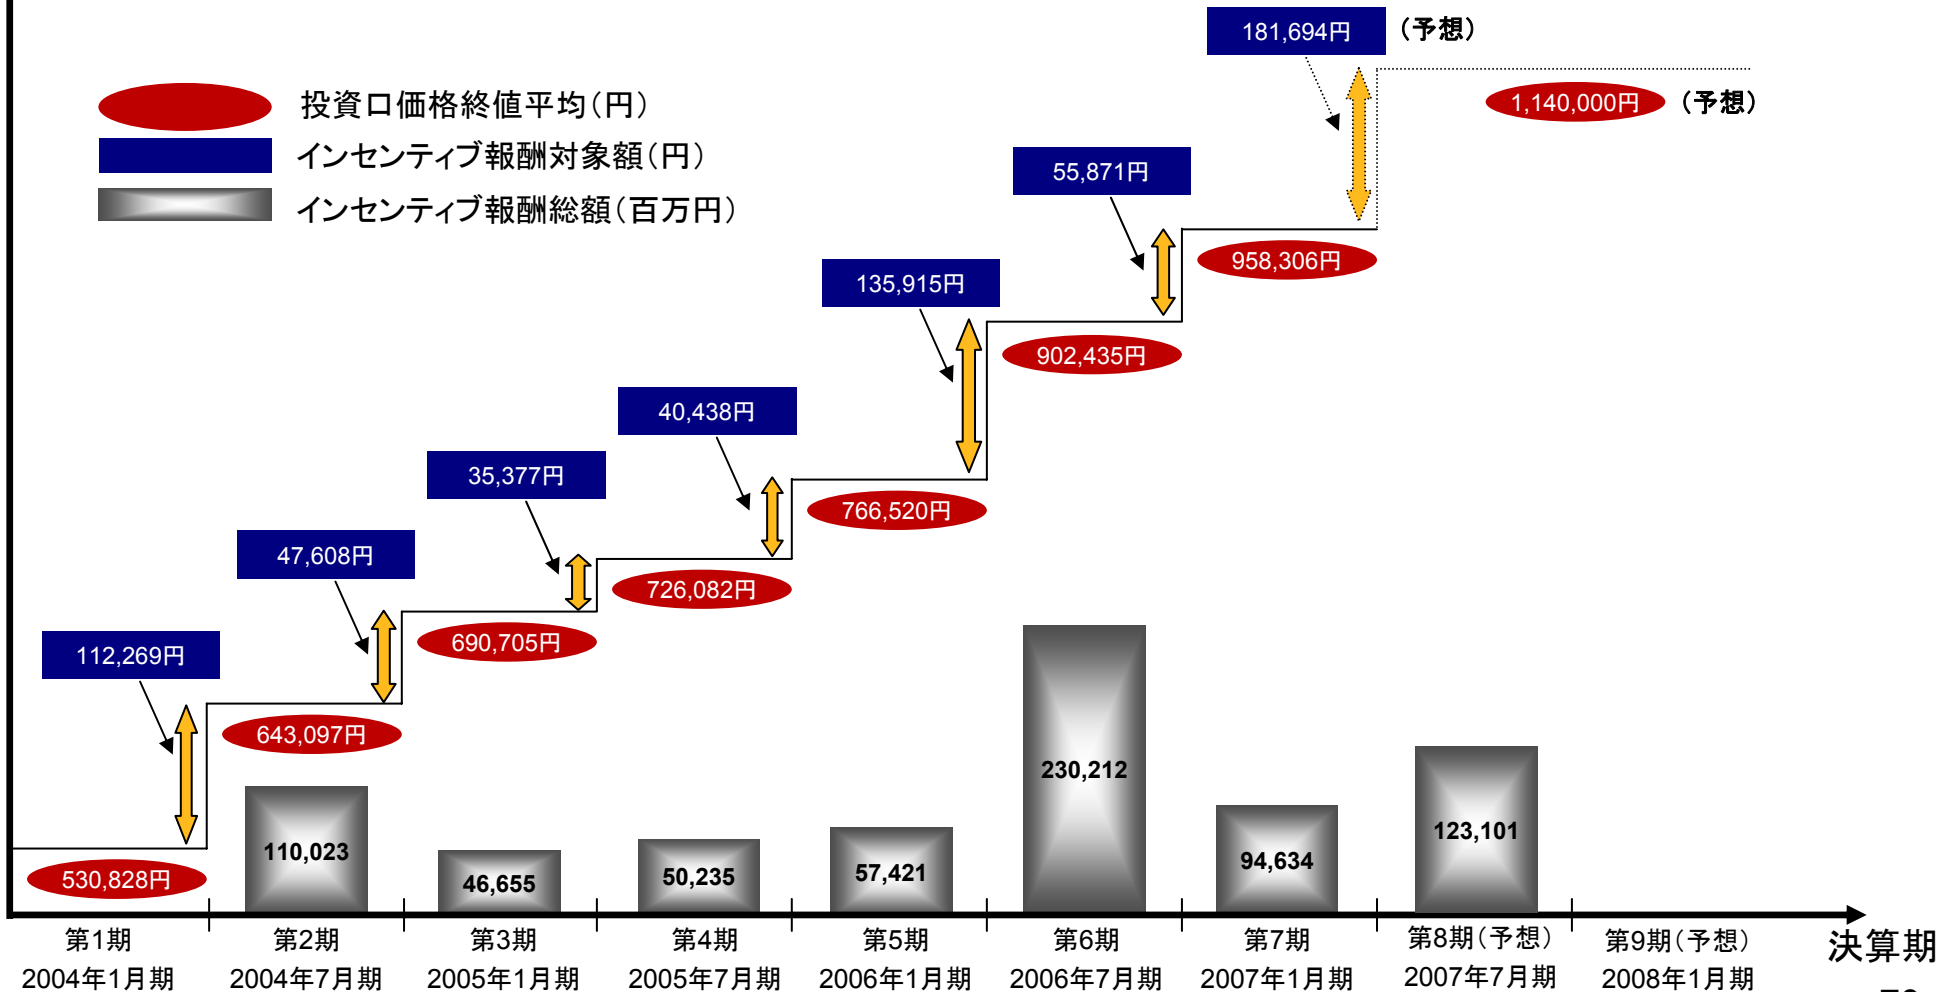 181,694円 （予想）
投資口価格終値平均（円）
インセンティブ報酬対象額（円）
インセンティブ報酬総額（百万円）
1,140,000円 （予想）
55,871円
958,306円
135,915円
902,435円
40,438円
766,520円
35,377円
726,082円
47,608円
690,705円
112,269円
643,097円
530,828円
110,023
46,655
50,235
57,421
230,212
94,634
123,101
第1期 第2期 第3期 第4期 第5期 第6期 第7期 第8期（予想） 第9期（予想）
2004年1月期 2004年7月期 2005年1月期 2005年7月期 2006年1月期 2006年7月期 2007年1月期 2007年7月期 2008年1月期
決算期